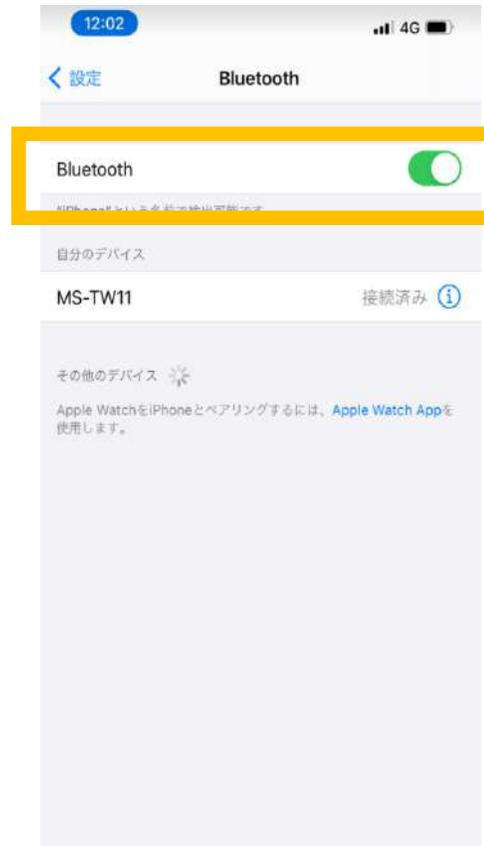 12:02 4G
設定 Bluetooth
Bluetooth
自分のデバイス
MS-TW11 接続済み
その他のデバイス
Apple WatchをiPhoneとペアリングするには、Apple Watch Appを
使用します。